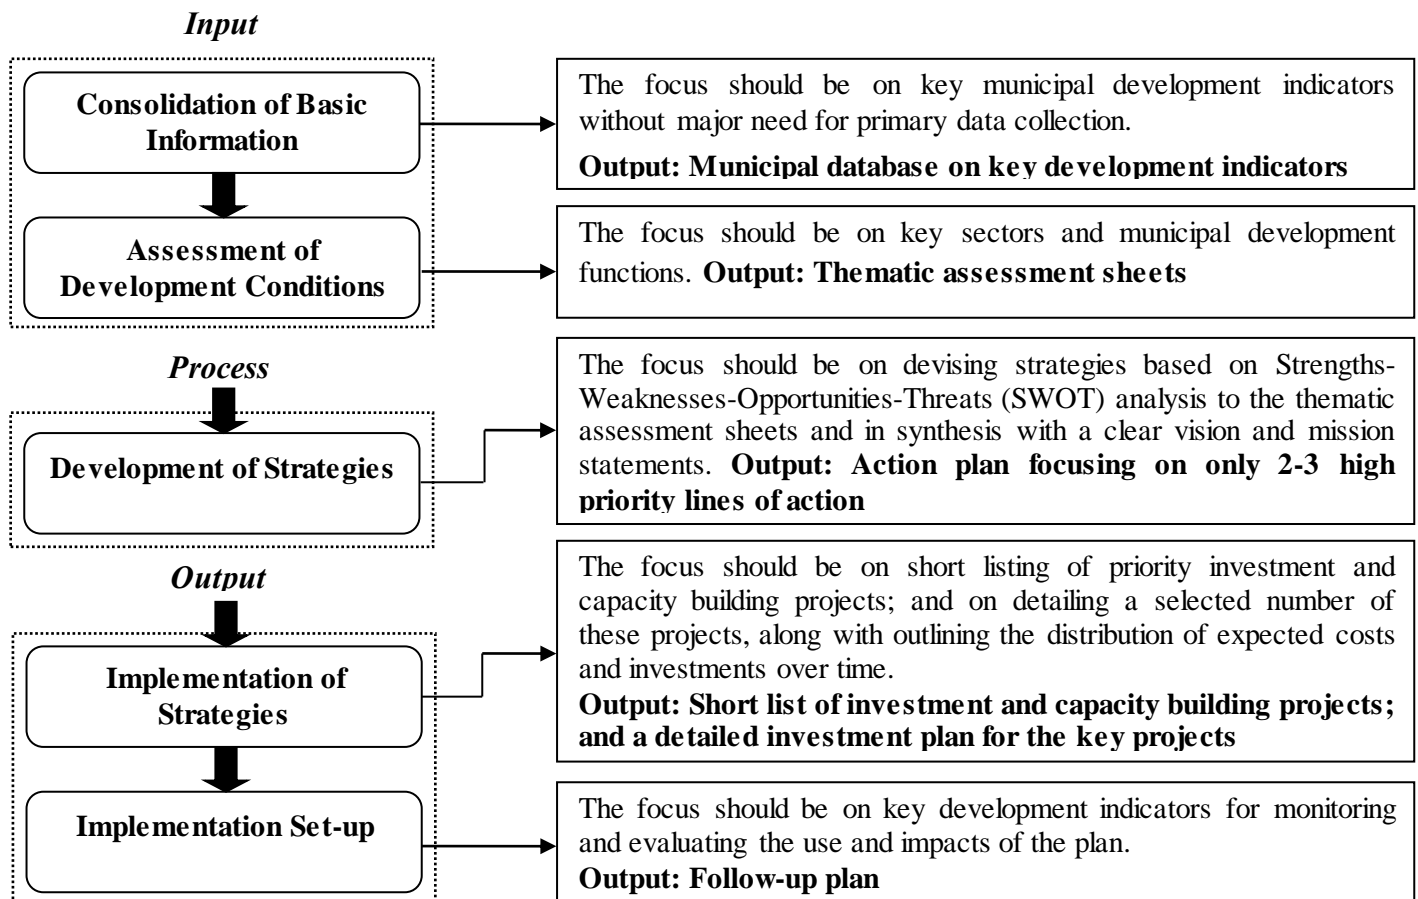 Input
Consolidation of Basic
Information
The focus should be on key municipal development indicators
without major need for primary data collection.
Output: Municipal database on key development indicators
Assessment of
Development Conditions
The focus should be on key sectors and municipal development
functions. Output: Thematic assessment sheets
Process
Development of Strategies
The focus should be on devising strategies based on Strengths-
Weaknesses-Opportunities-Threats (SWOT) analysis to the thematic
assessment sheets and in synthesis with a clear vision and mission
statements. Output: Action plan focusing on only 2-3 high
priority lines of action
Output
Implementation of
Strategies
The focus should be on short listing of priority investment and
capacity building projects; and on detailing a selected number of
these projects, along with outlining the distribution of expected costs
and investments over time.
Output: Short list of investment and capacity building projects;
and a detailed investment plan for the key projects
Implementation Set-up
The focus should be on key development indicators for monitoring
and evaluating the use and impacts of the plan.
Output: Follow-up plan